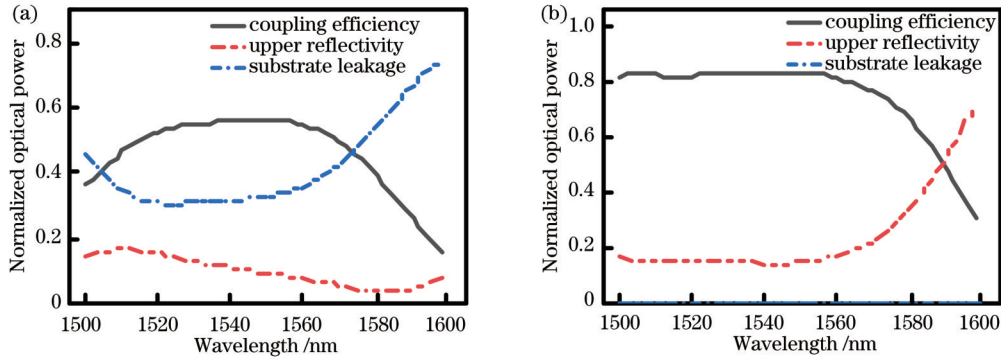 (a)
coupling efficiency
upper reflectivity
substrate leakage
Normalized optical power
0.8
0.6
0.4
0.2
0
1500 1520 1540 1560 1580 1600
Wavelength /nm
(b)
coupling efficiency
upper reflectivity
substrate leakage
Normalized optical power
1.0
0.8
0.6
0.4
0.2
0
1500 1520 1540 1560 1580 1600
Wavelength /nm